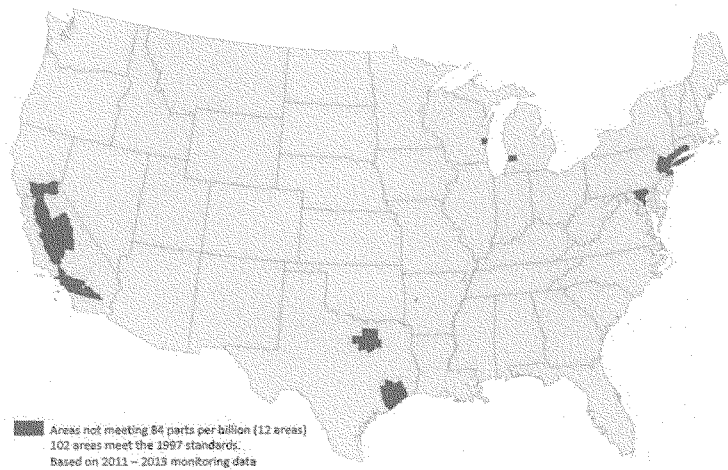 Areas not meeting 84 parts per billion (12 areas)
102 areas meet the 1997 standards.
Based on 2011 – 2013 monitoring data